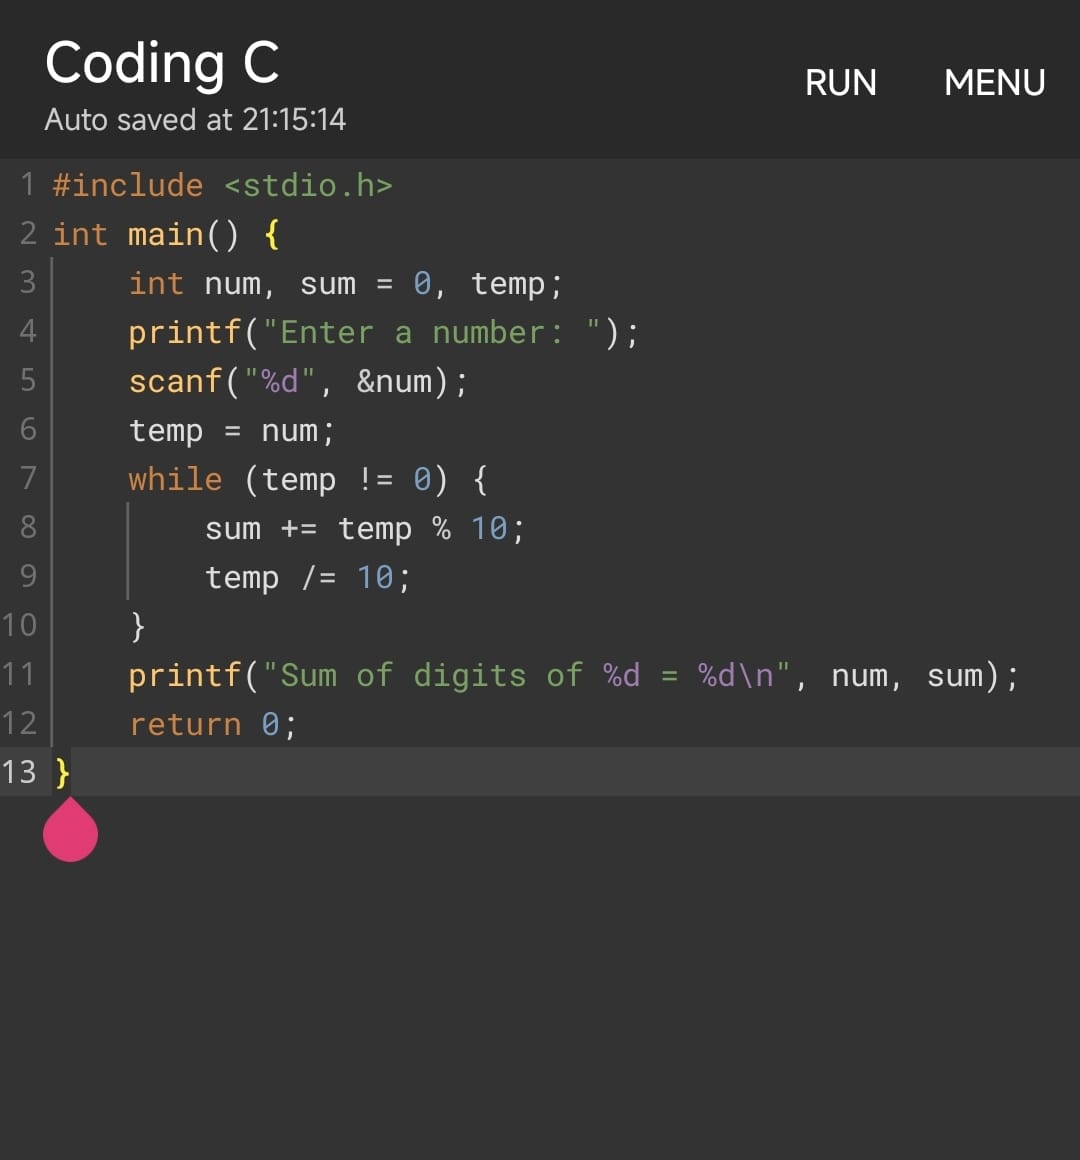 Coding C
Auto saved at 21:15:14
RUN MENU
1 #include <stdio.h>
2 int main() {
3     int num, sum = 0, temp;
4     printf("Enter a number: ");
5     scanf("%d", &num);
6     temp = num;
7     while (temp != 0) {
8         sum += temp % 10;
9         temp /= 10;
10     }
11     printf("Sum of digits of %d = %d\n", num, sum);
12     return 0;
13 }